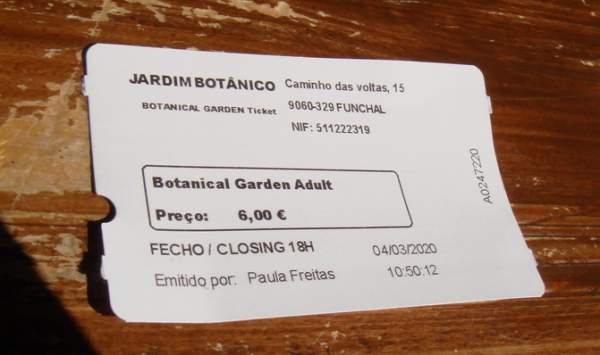 JARDIM BOTÂNICO Caminho das voltas, 15
BOTANICAL GARDEN Ticket 9060-329 FUNCHAL
NIF: 511222319
A0247220
Botanical Garden Adult
Preço: 6,00 €
FECHO / CLOSING 18H 04/03/2020
Emitido por: Paula Freitas 10:50:12